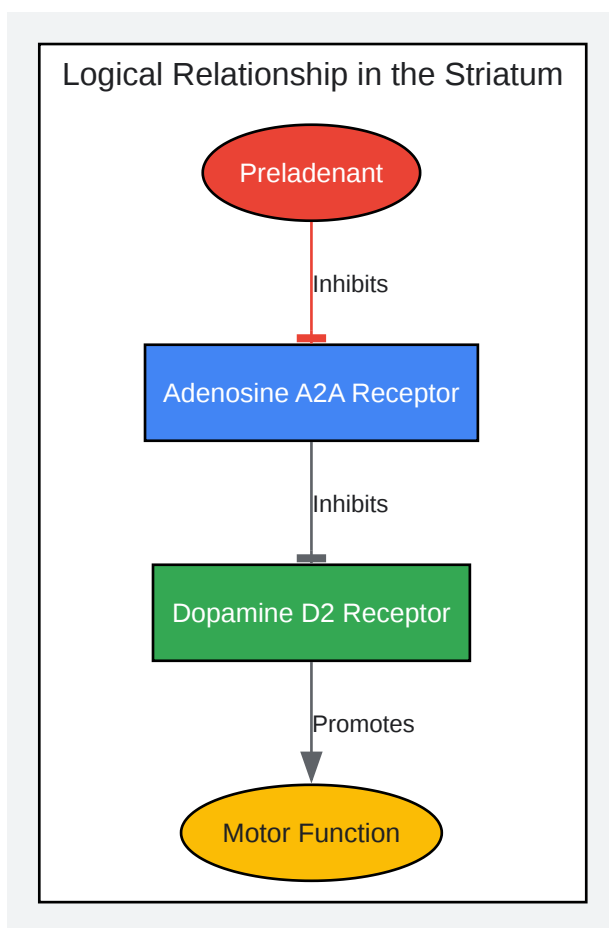 Logical Relationship in the Striatum
Preladenant
Inhibits
Adenosine A2A Receptor
Inhibits
Dopamine D2 Receptor
Promotes
Motor Function